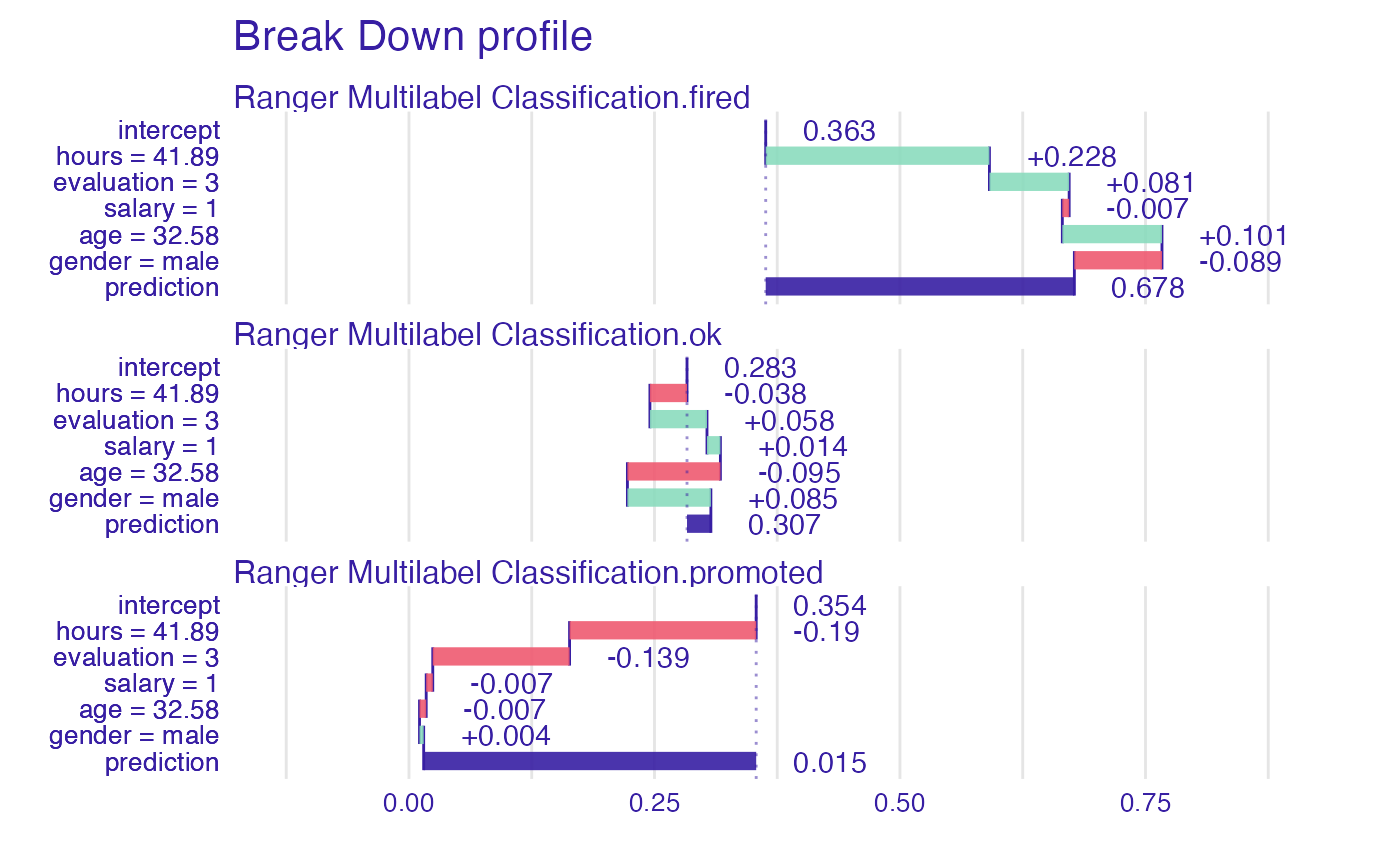 Break Down profile
Ranger Multilabel Classification.fired
intercept 0.363
hours = 41.89 +0.228
evaluation = 3 +0.081
salary = 1 -0.007
age = 32.58 +0.101
gender = male -0.089
prediction 0.678
Ranger Multilabel Classification.ok
intercept 0.283
hours = 41.89 -0.038
evaluation = 3 +0.058
salary = 1 +0.014
age = 32.58 -0.095
gender = male +0.085
prediction 0.307
Ranger Multilabel Classification.promoted
intercept 0.354
hours = 41.89 -0.19
evaluation = 3 -0.139
salary = 1 -0.007
age = 32.58 -0.007
gender = male +0.004
prediction 0.015
0.00 0.25 0.50 0.75